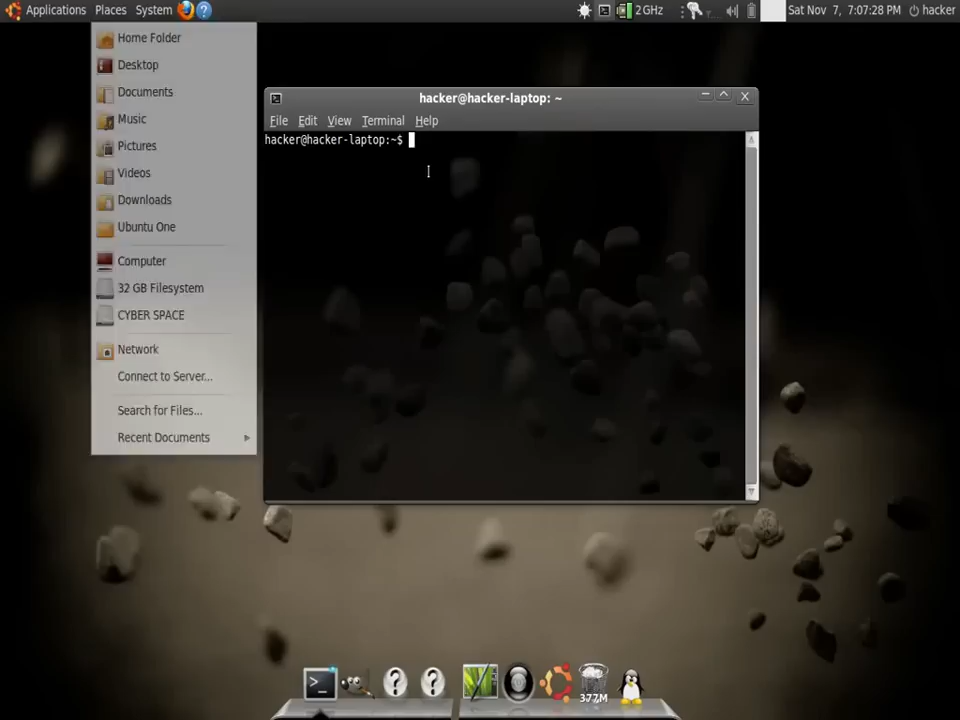 Applications Places System 2 GHz Sat Nov 7, 7:07:28 PM hacker
Home Folder
Desktop
Documents
Music
Pictures
Videos
Downloads
Ubuntu One
Computer
32 GB Filesystem
CYBER SPACE
Network
Connect to Server...
Search for Files...
Recent Documents
hacker@hacker-laptop: ~
File Edit View Terminal Help
hacker@hacker-laptop:~$
377M